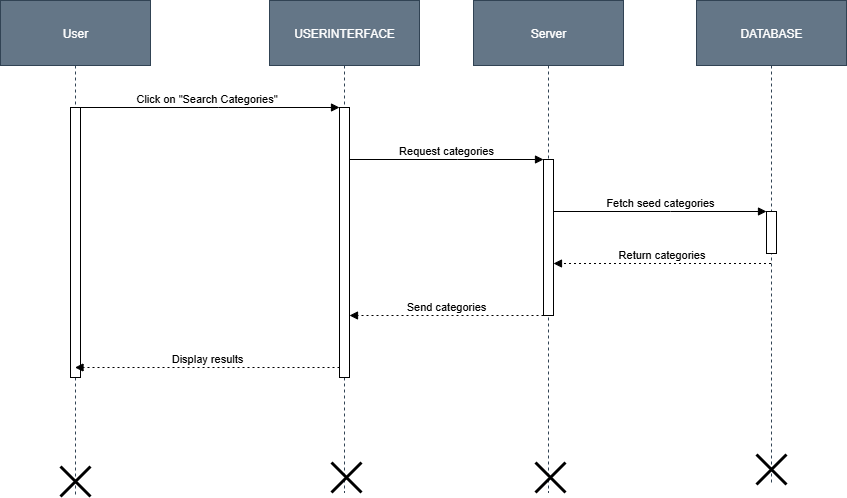 User
USERINTERFACE
Server
DATABASE
Click on "Search Categories"
Request categories
Fetch seed categories
Return categories
Send categories
Display results